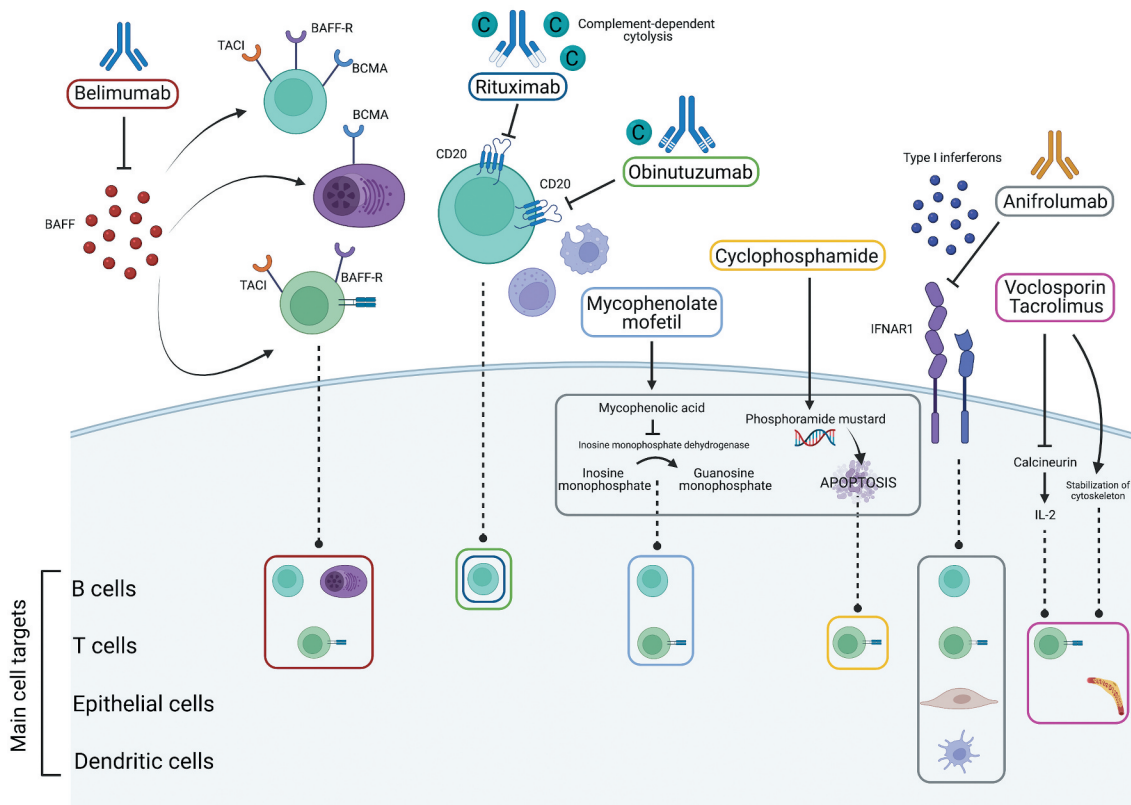 Belimumab
BAFF
TACI
BAFF-R
BCMA
BCMA
TACI
BAFF-R
C
C
C
Complement-dependent
cytolysis
Rituximab
CD20
CD20
C
Obinutuzumab
Mycophenolate
mofetil
Cyclophosphamide
Type I inferferons
Anifrolumab
IFNAR1
Voclosporin
Tacrolimus
Mycophenolic acid
Inosine monophosphate dehydrogenase
Inosine
monophosphate
Guanosine
monophosphate
Phosphoramide mustard
APOPTOSIS
Calcineurin
IL-2
Stabilization of
cytoskeleton
Main cell targets
B cells
T cells
Epithelial cells
Dendritic cells